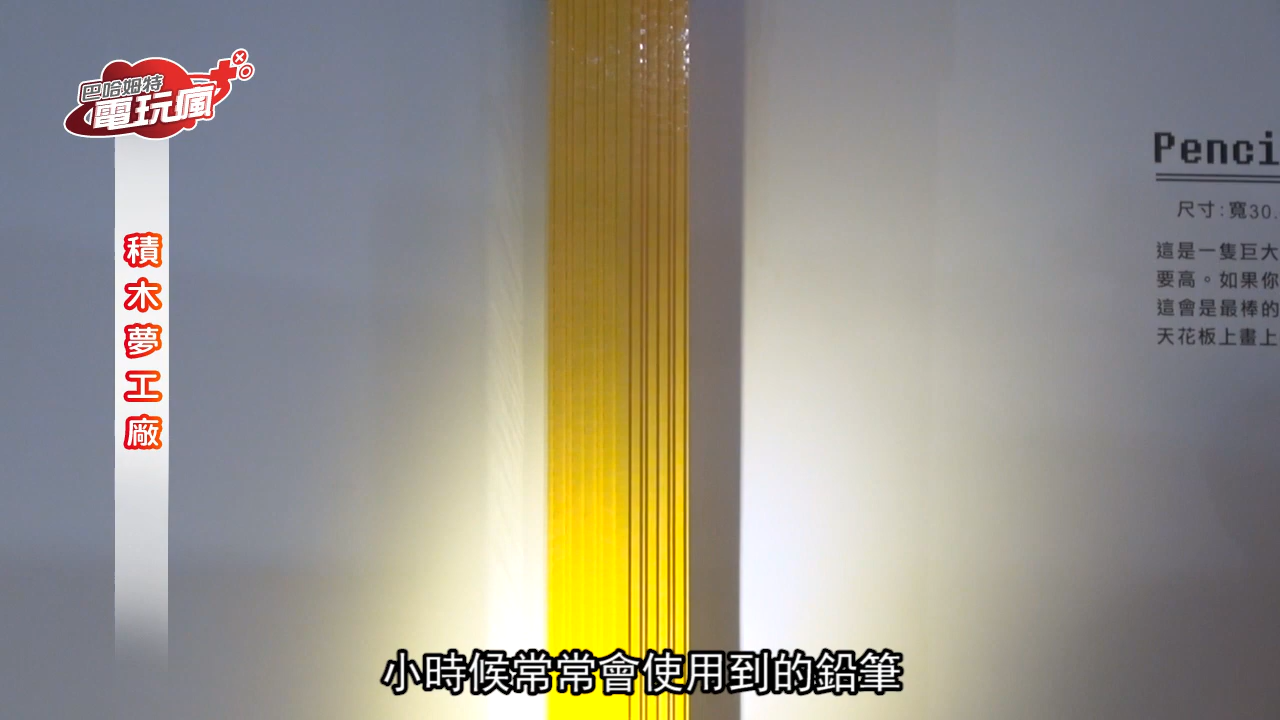 巴哈姆特
電玩瘋
積木夢工廠
Penci
尺寸:寬30.
這是一隻巨大
要高。如果你
這會是最棒的
天花板上畫上
小時候常常會使用到的鉛筆